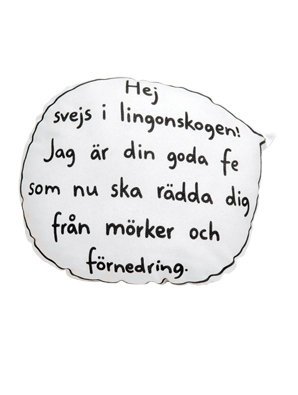 Hej
svejs i lingonskogen!
Jag är din goda fe
som nu ska rädda dig
från mörker och
förnedring.